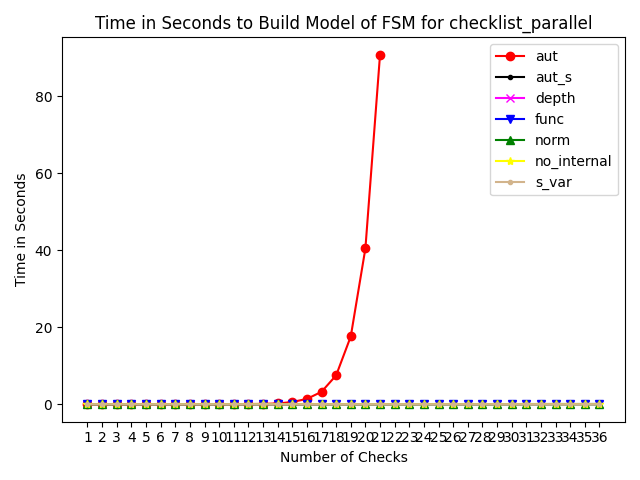 Time in Seconds to Build Model of FSM for checklist_parallel
aut
aut_s
depth
func
norm
no_internal
s_var
Time in Seconds
80
60
40
20
0
1 2 3 4 5 6 7 8 9 10 11 12 13 14 15 16 17 18 19 20 21 22 23 24 25 26 27 28 29 30 31 32 33 34 35 36
Number of Checks